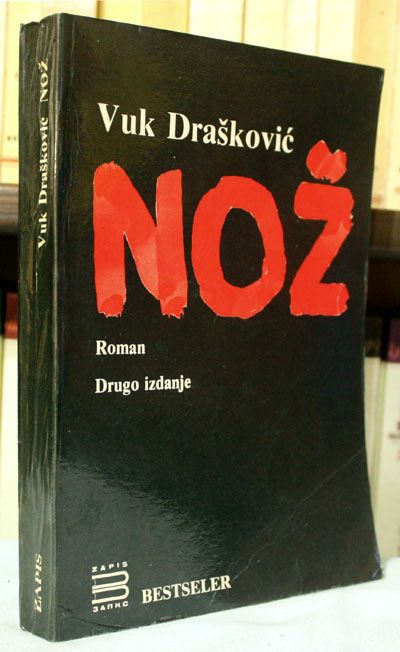 Vuk Drašković
NOŽ
Roman
Drugo izdanje
ZAPIS
ЗАПИС
BESTSELER
Vuk Drašković NOŽ
ZAPIS